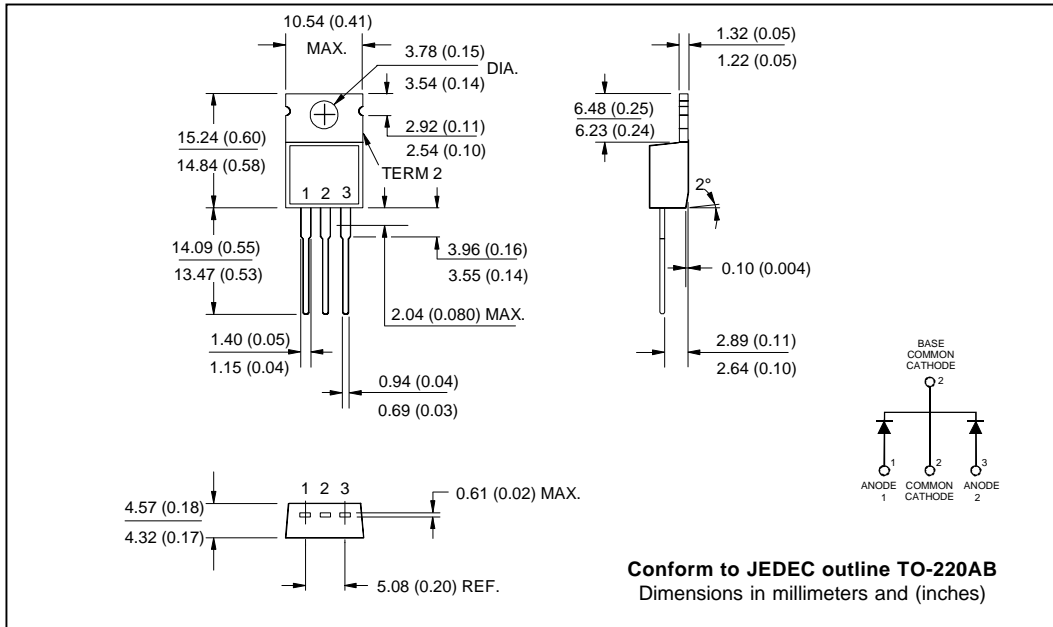 10.54 (0.41)
MAX.
3.78 (0.15)
DIA.
3.54 (0.14)
2.92 (0.11)
2.54 (0.10)
TERM 2
15.24 (0.60)
14.84 (0.58)
1 2 3
14.09 (0.55)
13.47 (0.53)
3.96 (0.16)
3.55 (0.14)
2.04 (0.080) MAX.
1.40 (0.05)
1.15 (0.04)
0.94 (0.04)
0.69 (0.03)
1.32 (0.05)
1.22 (0.05)
6.48 (0.25)
6.23 (0.24)
2°
0.10 (0.004)
2.89 (0.11)
2.64 (0.10)
BASE
COMMON
CATHODE
2
1 2 3
ANODE COMMON ANODE
1 CATHODE 2
1 2 3
4.57 (0.18)
4.32 (0.17)
0.61 (0.02) MAX.
5.08 (0.20) REF.
Conform to JEDEC outline TO-220AB
Dimensions in millimeters and (inches)